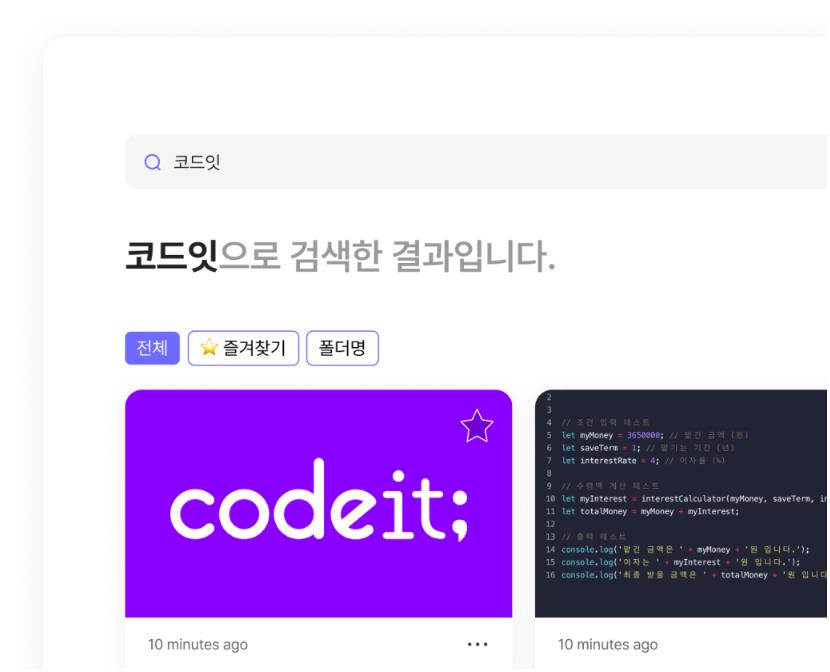 코드잇
코드잇으로 검색한 결과입니다.
전체
⭐ 즐겨찾기
폴더명
codeit;
10 minutes ago
2
3
4 // 조건 입력 테스트
5 let myMoney = 3650000; // 맡긴 금액 (원)
6 let saveTerm = 1; // 맡기는 기간 (년)
7 let interestRate = 4; // 이자율 (%)
8
9 // 수령액 계산 테스트
10 let myInterest = interestCalculator(myMoney, saveTerm, in
11 let totalMoney = myMoney + myInterest;
12
13 // 출력 테스트
14 console.log('맡긴 금액은 ' + myMoney + '원 입니다.');
15 console.log('이자는 ' + myInterest + '원 입니다.');
16 console.log('최종 받을 금액은 ' + totalMoney + '원 입니다
10 minutes ago